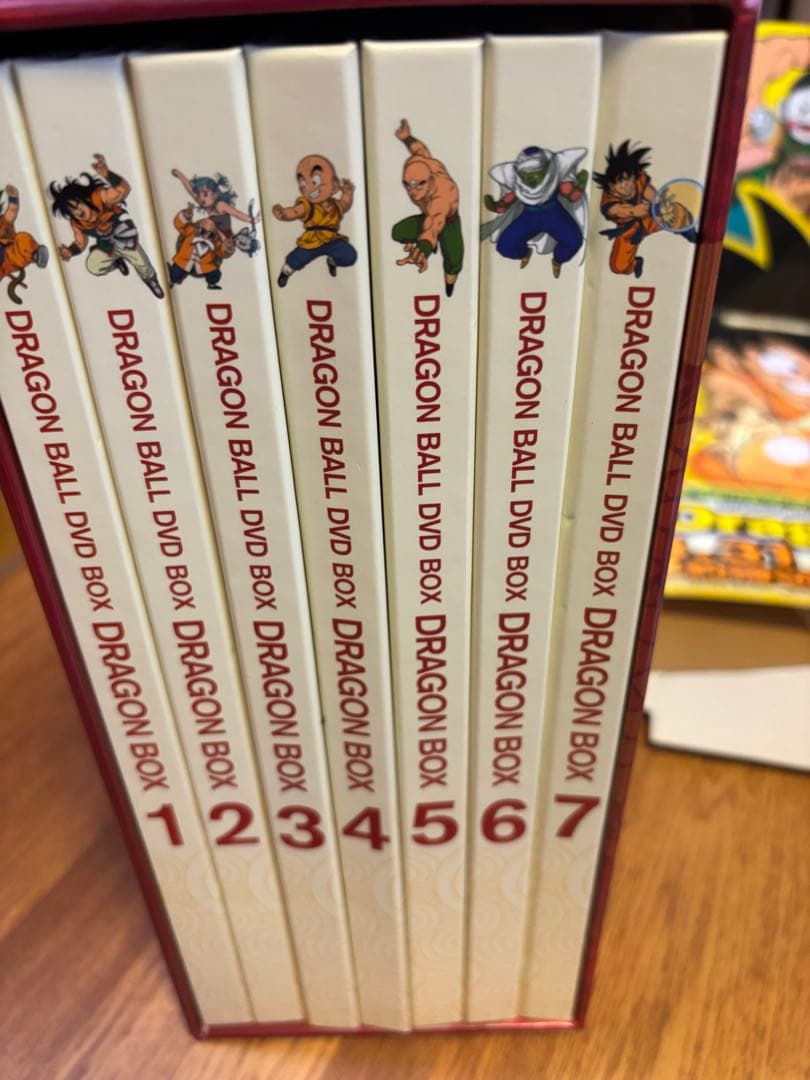 DRAGON BALL DVD BOX DRAGON BOX 1
DRAGON BALL DVD BOX DRAGON BOX 2
DRAGON BALL DVD BOX DRAGON BOX 3
DRAGON BALL DVD BOX DRAGON BOX 4
DRAGON BALL DVD BOX DRAGON BOX 5
DRAGON BALL DVD BOX DRAGON BOX 6
DRAGON BALL DVD BOX DRAGON BOX 7